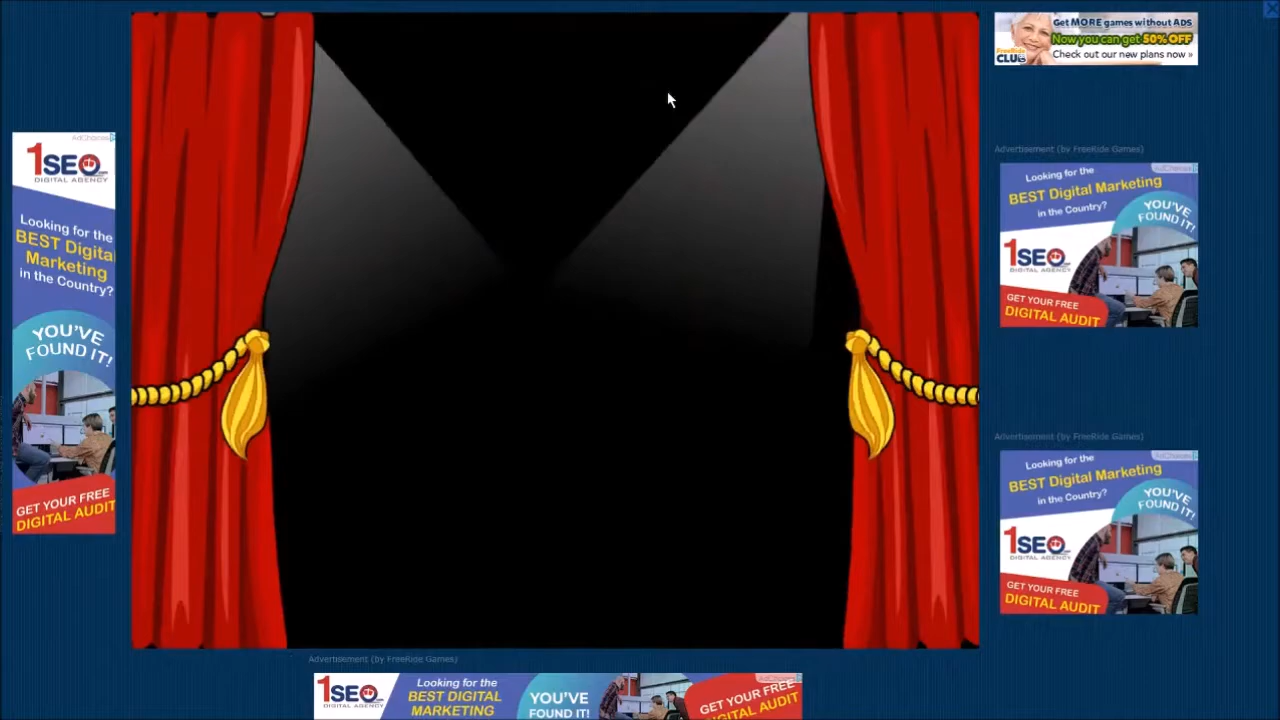 Get MORE games without ADS
Now you can get 50% OFF
Check out our new plans now »
FreeRide
CLUB
AdChoices
1SEO.com
DIGITAL AGENCY
Looking for the
BEST Digital
Marketing
in the Country?
YOU'VE
FOUND IT!
GET YOUR FREE
DIGITAL AUDIT
Advertisement (by FreeRide Games)
AdChoices
Looking for the
BEST Digital Marketing
in the Country?
YOU'VE
FOUND IT!
1SEO
DIGITAL AGENCY
GET YOUR FREE
DIGITAL AUDIT
Advertisement (by FreeRide Games)
AdChoices
Looking for the
BEST Digital Marketing
in the Country?
YOU'VE
FOUND IT!
1SEO
DIGITAL AGENCY
GET YOUR FREE
DIGITAL AUDIT
Advertisement (by FreeRide Games)
1SEO
DIGITAL AGENCY
Looking for the
BEST DIGITAL
MARKETING
YOU'VE
FOUND IT!
AdChoices
GET YOUR FREE
DIGITAL AUDIT